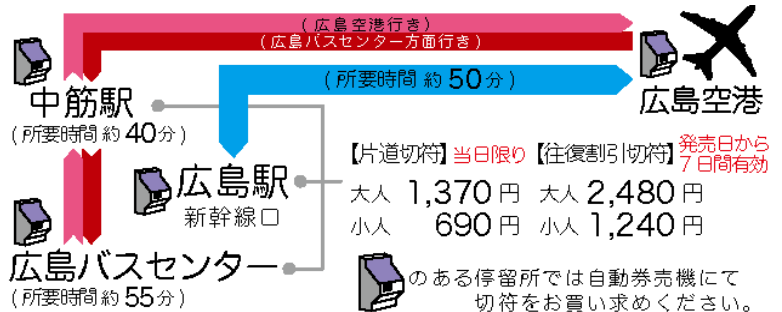 (広島空港行き)
(広島バスセンター方面行き)
(所要時間 約50分)
中筋駅
(所要時間 約40分)
広島空港
広島駅
新幹線口
【片道切符】当日限り
大人 1,370円
小人 690円
【往復割引切符】発売日から
7日間有効
大人 2,480円
小人 1,240円
広島バスセンター
(所要時間 約55分)
のある停留所では自動券売機にて
切符をお買い求めください。